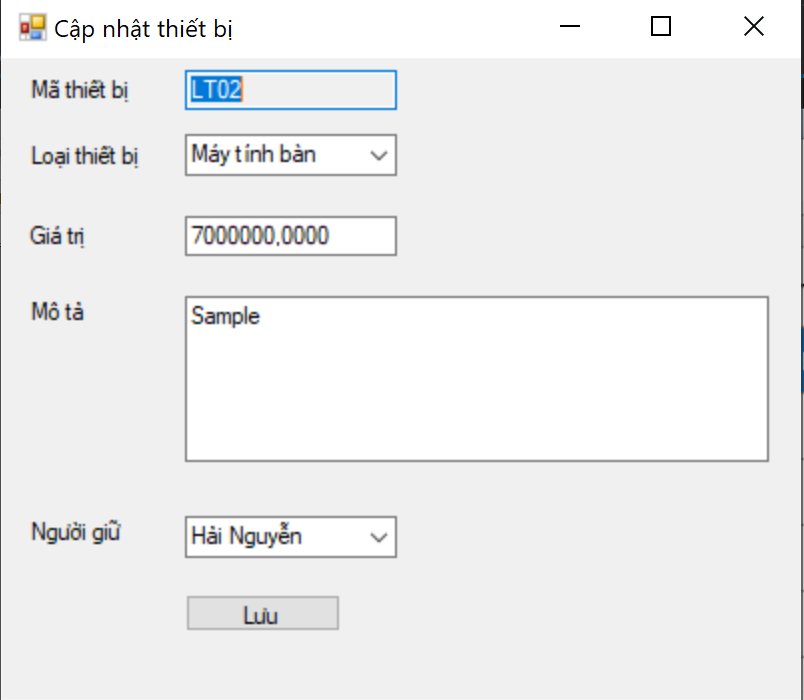 Cập nhật thiết bị
Mã thiết bị LT02
Loại thiết bị Máy tính bàn
Giá trị 7000000,0000
Mô tả Sample
Người giữ Hải Nguyễn
Lưu